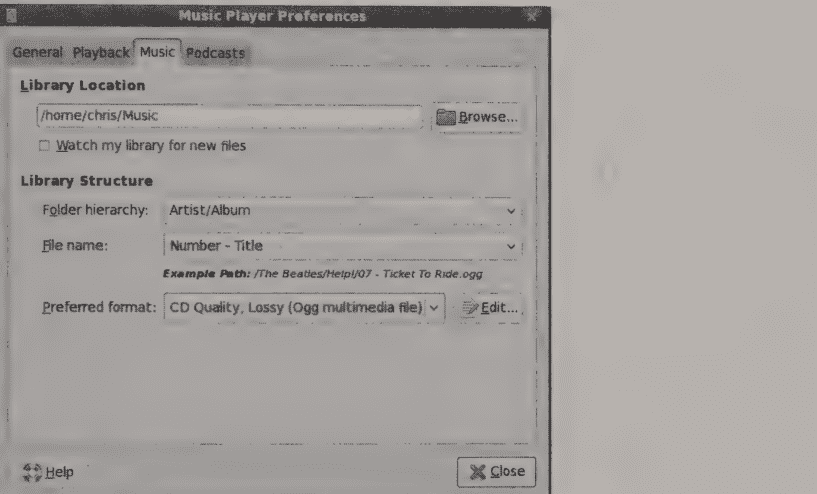 Music Player Preferences
General Playback Music Podcasts
Library Location
/home/chris/Music Browse...
Watch my library for new files
Library Structure
Folder hierarchy: Artist/Album
File name: Number - Title
Example Path: /The Beatles/Help!/07 - Ticket To Ride.ogg
Preferred format: CD Quality, Lossy (Ogg multimedia file) Edit...
Help Close